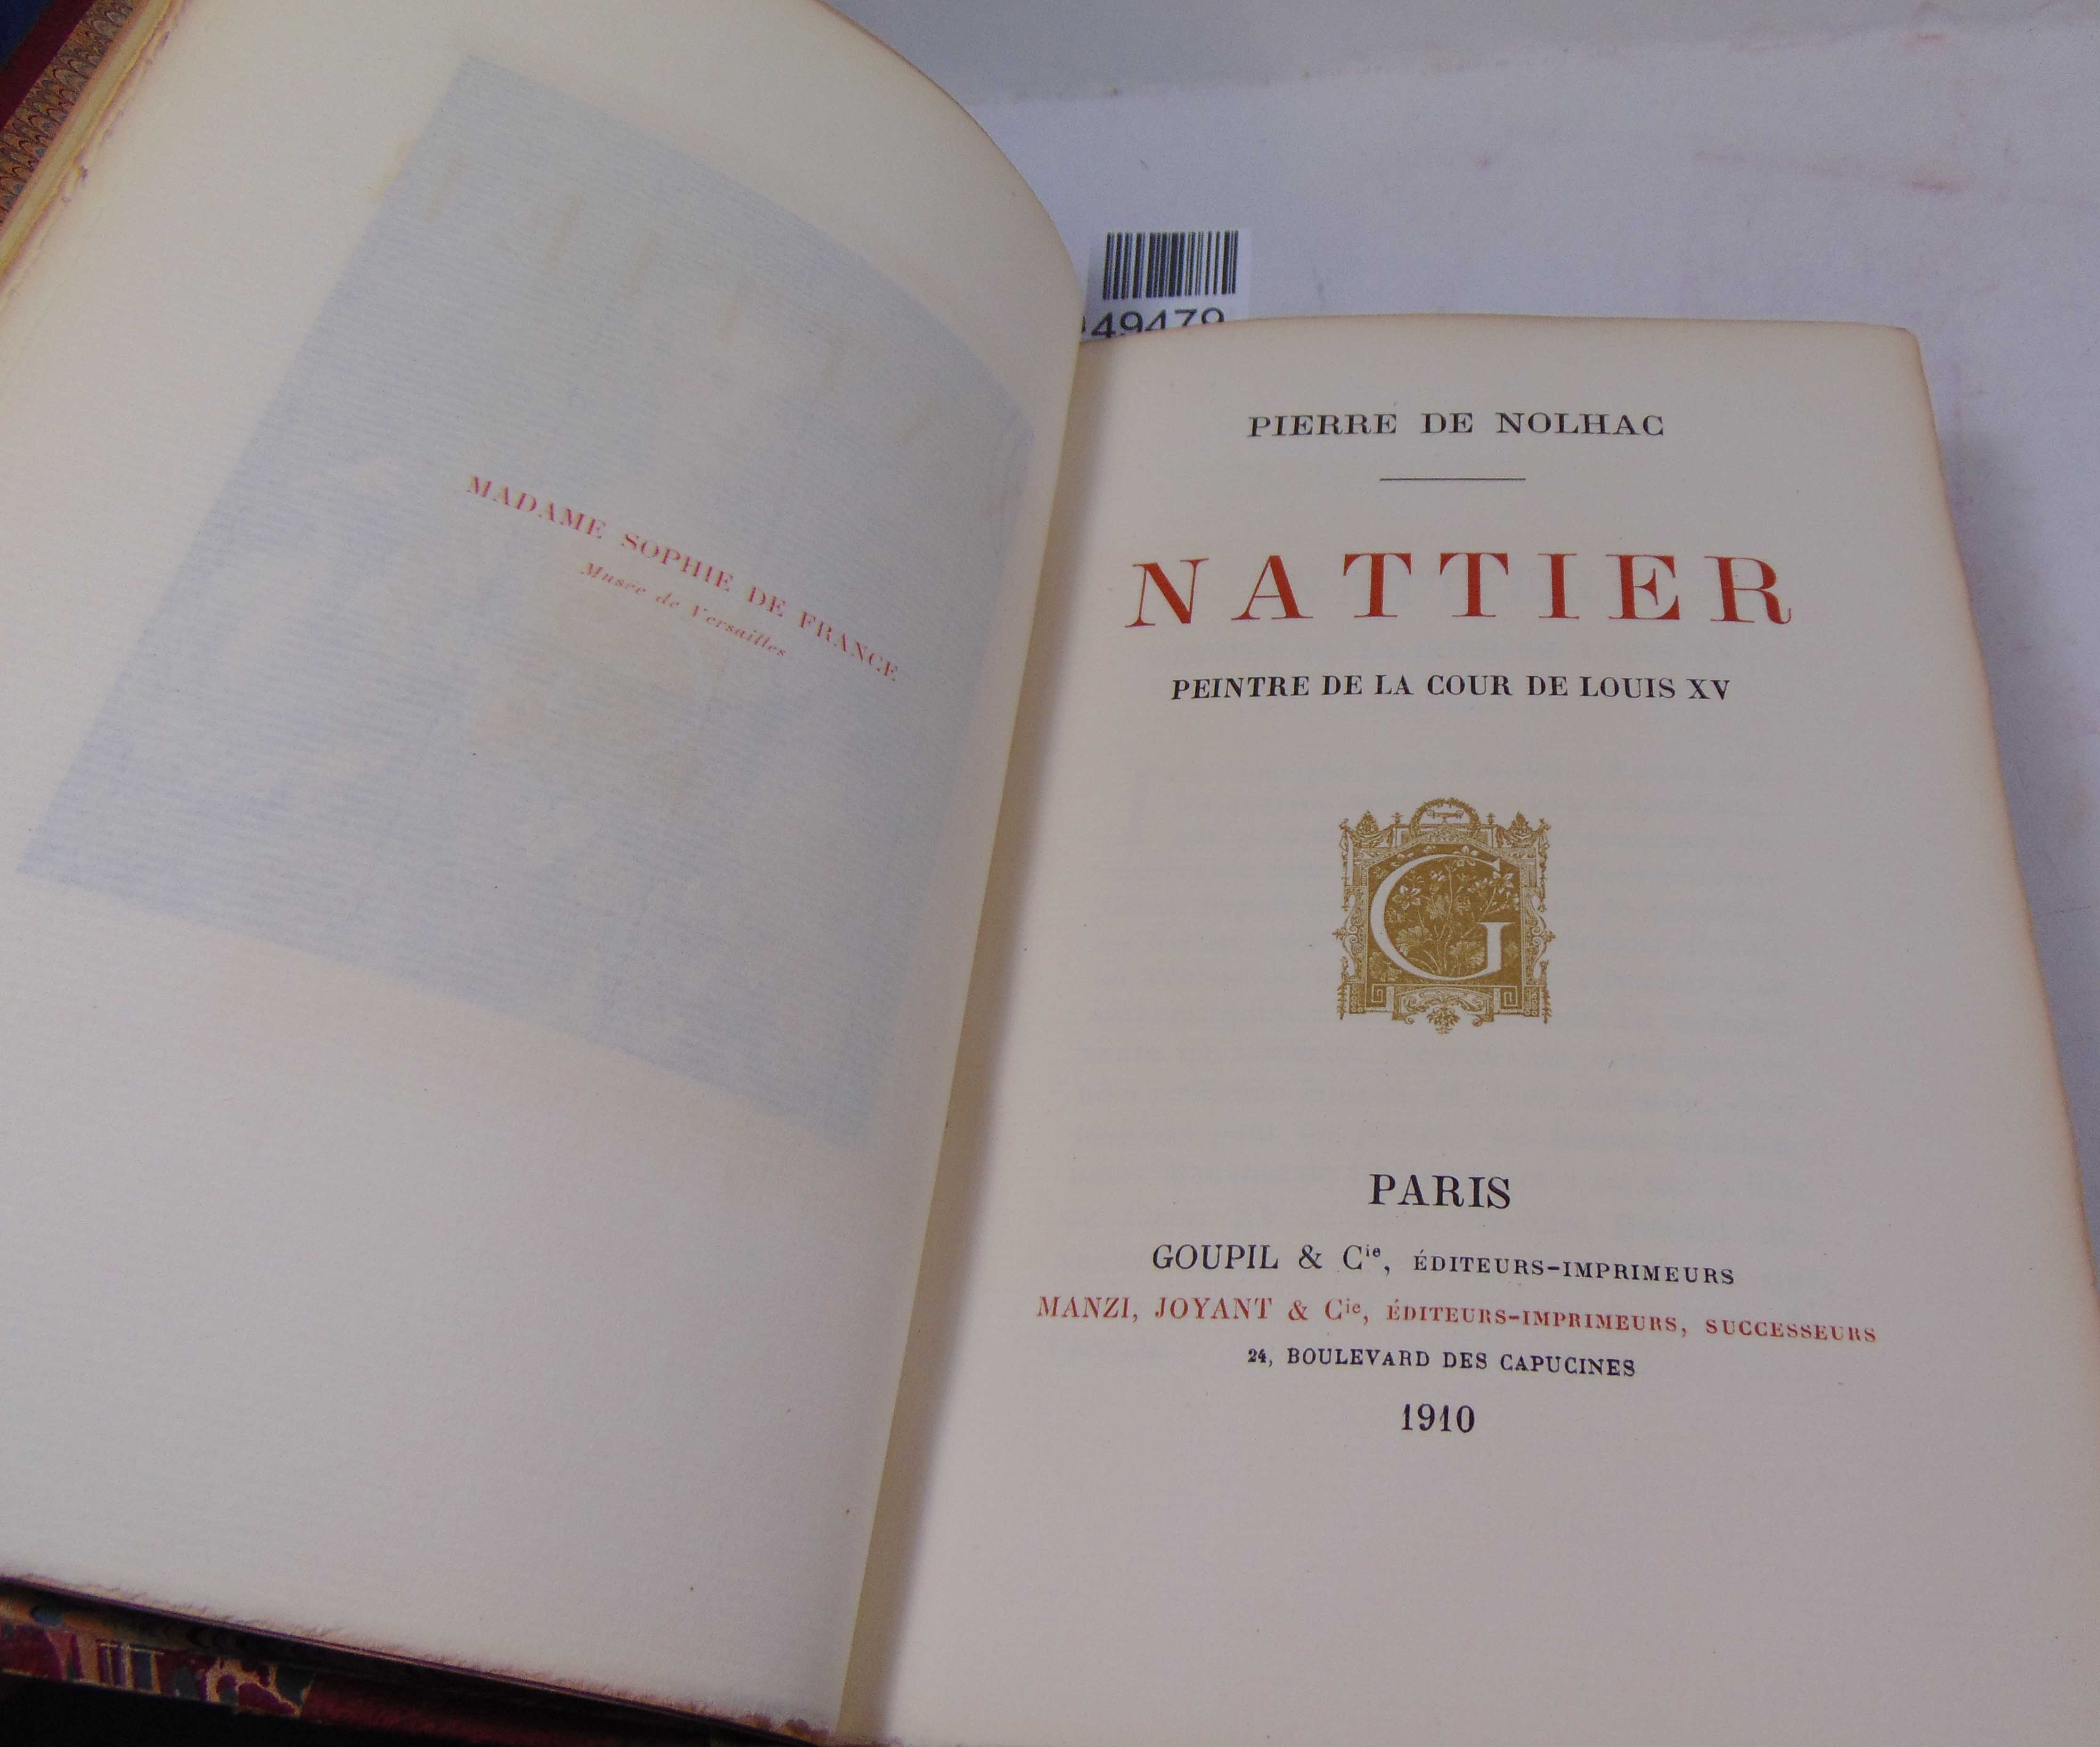 MADAME SOPHIE DE FRANCE
Musée de Versailles
49479
PIERRE DE NOLHAC
NATTIER
PEINTRE DE LA COUR DE LOUIS XV
G
PARIS
GOUPIL & Cie, ÉDITEURS-IMPRIMEURS
MANZI, JOYANT & Cie, ÉDITEURS-IMPRIMEURS, SUCCESSEURS
24, BOULEVARD DES CAPUCINES
1910